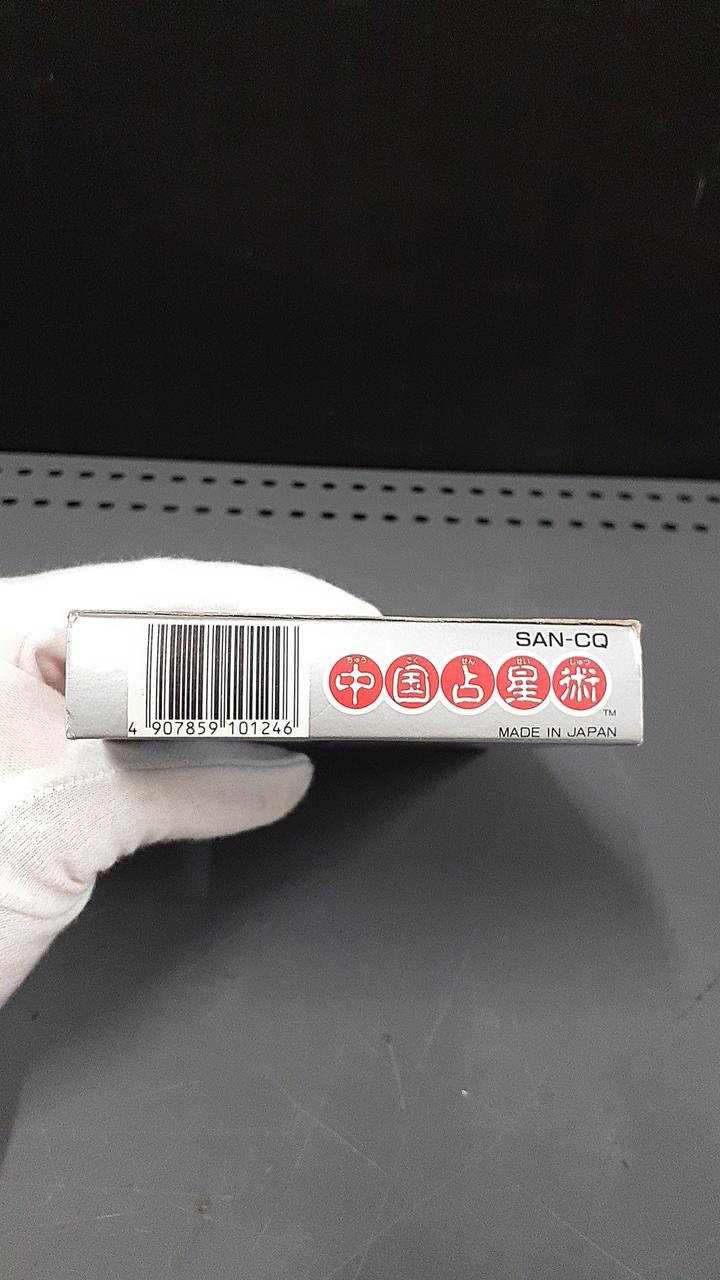 SAN-CQ
ちゅう ごく せん せい じゅつ
中国占星術
TM
MADE IN JAPAN
4 907859 101246